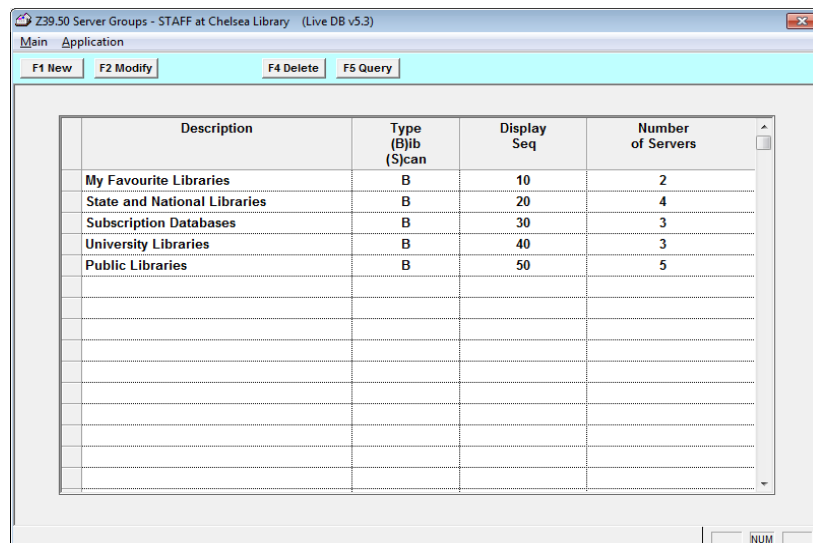 Z39.50 Server Groups - STAFF at Chelsea Library (Live DB v5.3)
Main Application
F1 New F2 Modify F4 Delete F5 Query
Description Type (B)ib (S)can Display Seq Number of Servers
My Favourite Libraries B 10 2
State and National Libraries B 20 4
Subscription Databases B 30 3
University Libraries B 40 3
Public Libraries B 50 5
NUM